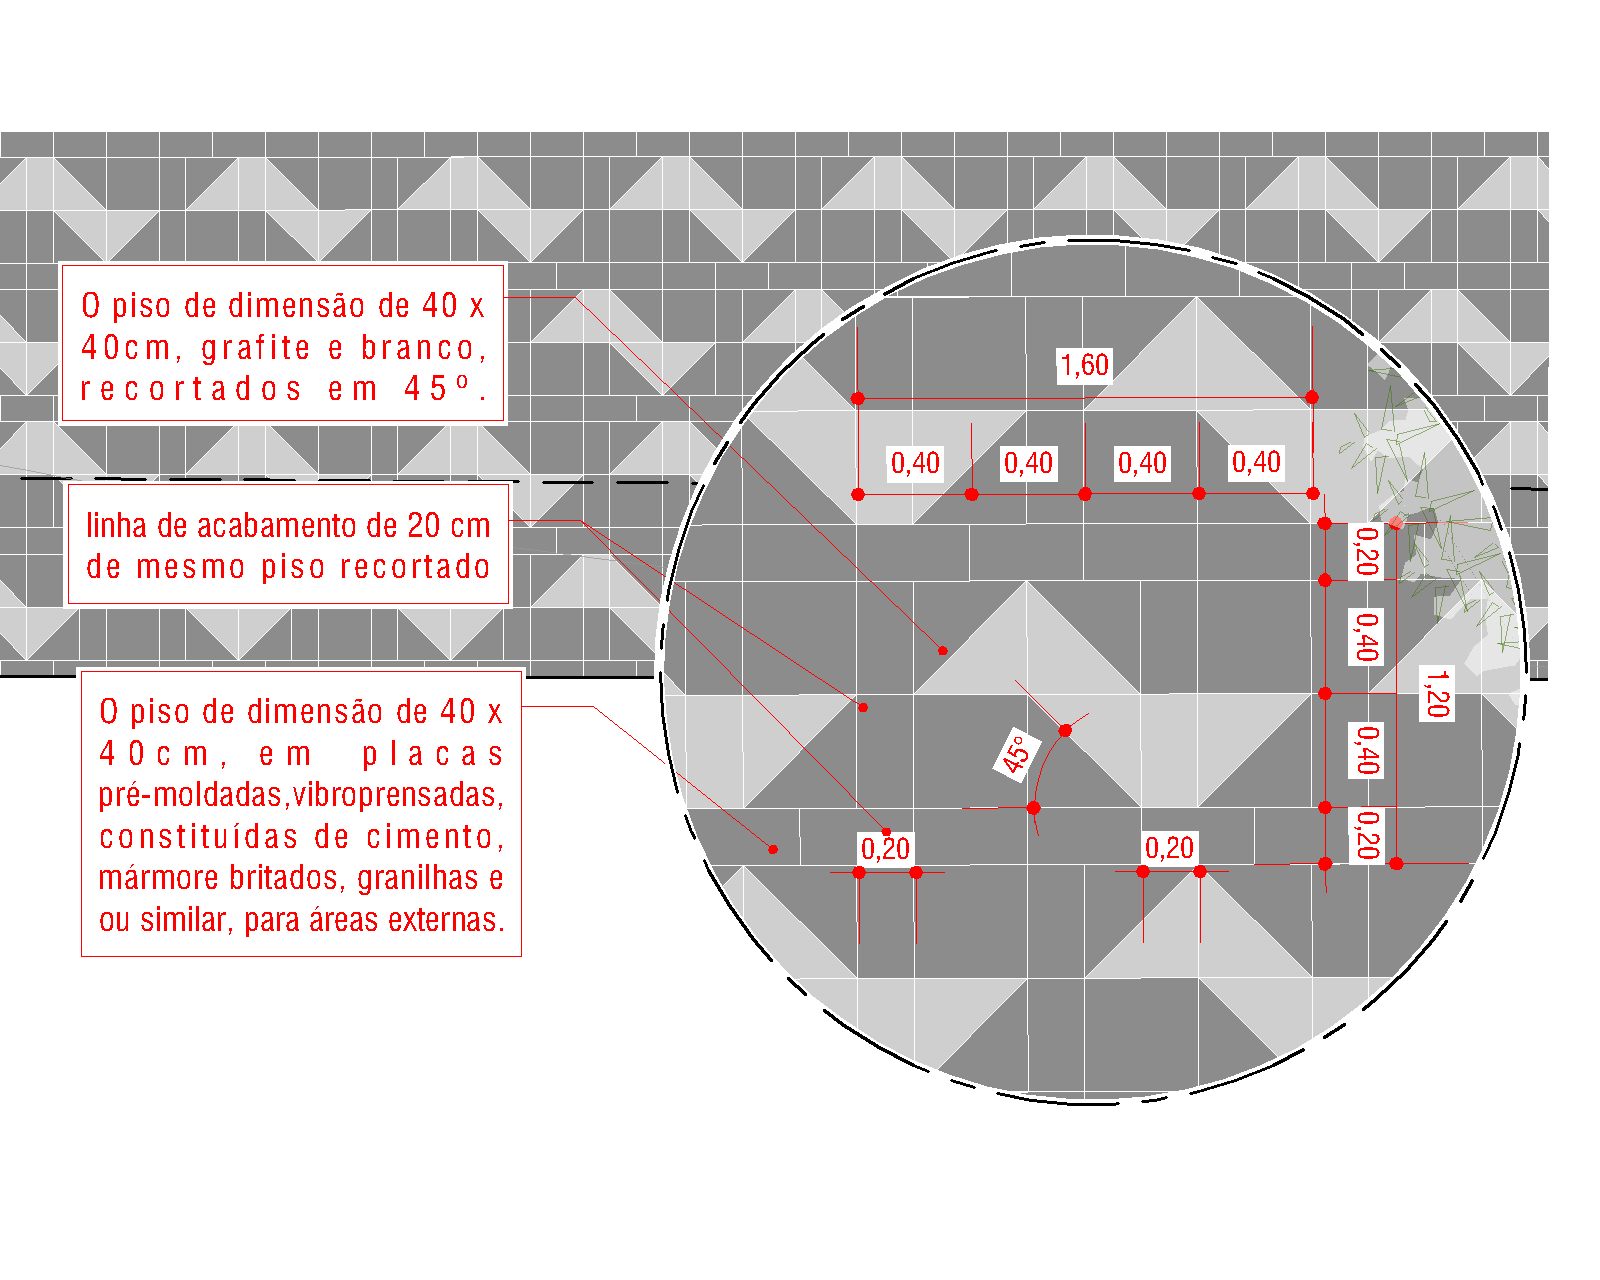 O piso de dimensão de 40 x
40cm, grafite e branco,
recortados em 45º.
linha de acabamento de 20 cm
de mesmo piso recortado
O piso de dimensão de 40 x
40cm, em placas
pré-moldadas,vibroprensadas,
constituídas de cimento,
mármore britados, granilhas e
ou similar, para áreas externas.
1,60
0,40 0,40 0,40 0,40
0,20
0,40
1,20
0,40
0,20
45°
0,20 0,20